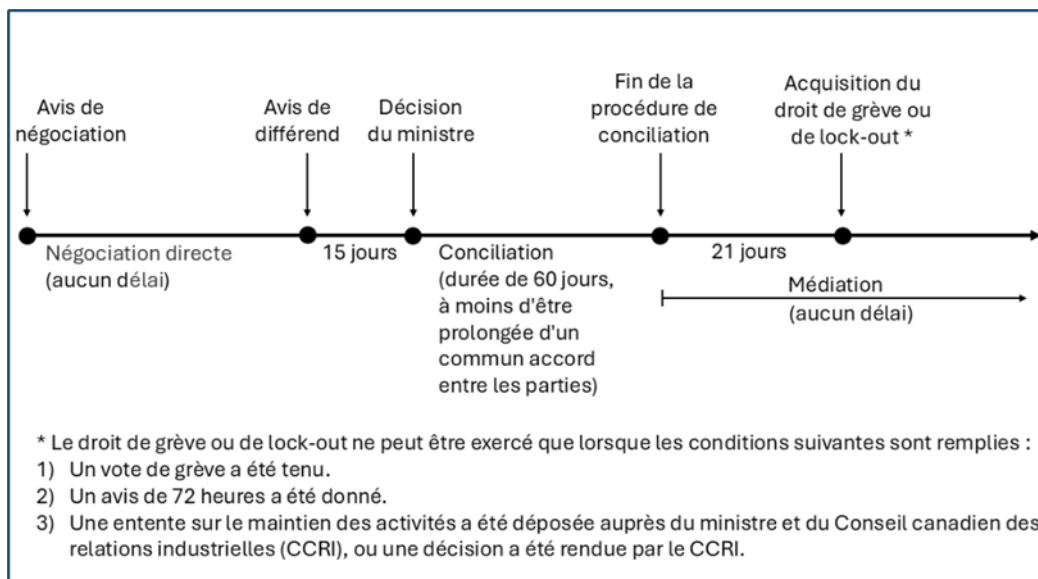 Avis de
négociation
Avis de
différend
Décision
du ministre
Fin de la
procédure de
conciliation
Acquisition du
droit de grève ou
de lock-out *
Négociation directe
(aucun délai)
15 jours
Conciliation
(durée de 60 jours,
à moins d'être
prolongée d'un
commun accord
entre les parties)
21 jours
Médiation
(aucun délai)
* Le droit de grève ou de lock-out ne peut être exercé que lorsque les conditions suivantes sont remplies :
1) Un vote de grève a été tenu.
2) Un avis de 72 heures a été donné.
3) Une entente sur le maintien des activités a été déposée auprès du ministre et du Conseil canadien des
relations industrielles (CCRI), ou une décision a été rendue par le CCRI.